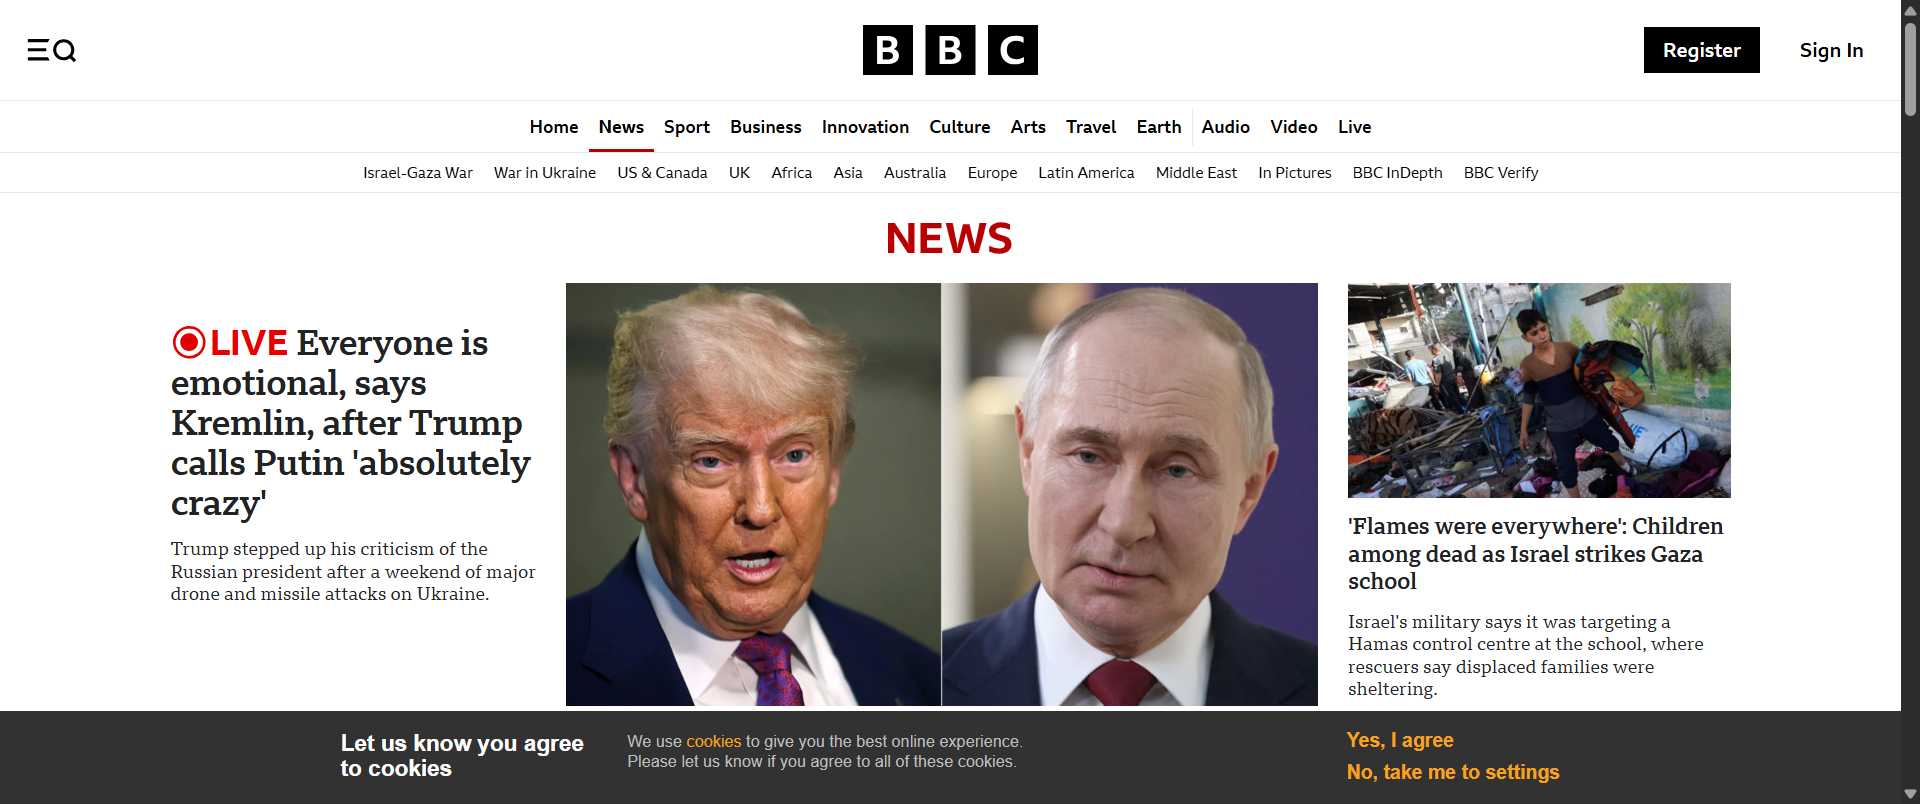 BBC
Register
Sign In
Home News Sport Business Innovation Culture Arts Travel Earth Audio Video Live
Israel-Gaza War War in Ukraine US & Canada UK Africa Asia Australia Europe Latin America Middle East In Pictures BBC InDepth BBC Verify
NEWS
LIVE Everyone is
emotional, says
Kremlin, after Trump
calls Putin 'absolutely
crazy'
Trump stepped up his criticism of the
Russian president after a weekend of major
drone and missile attacks on Ukraine.
'Flames were everywhere': Children
among dead as Israel strikes Gaza
school
Israel's military says it was targeting a
Hamas control centre at the school, where
rescuers say displaced families were
sheltering.
Let us know you agree
to cookies
We use cookies to give you the best online experience.
Please let us know if you agree to all of these cookies.
Yes, I agree
No, take me to settings